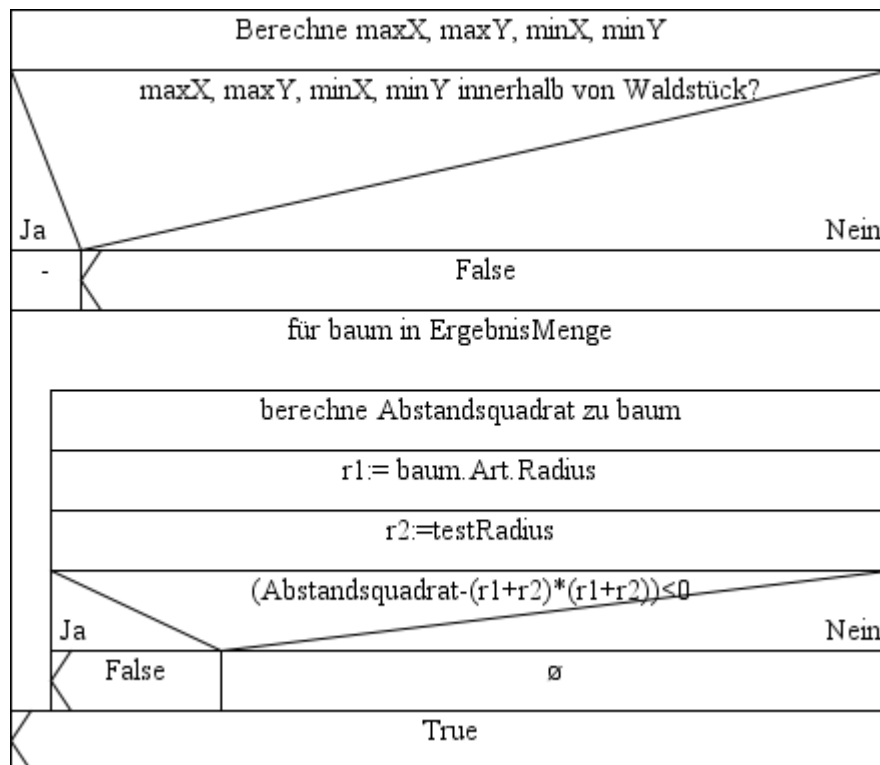 Berechne maxX, maxY, minX, minY
maxX, maxY, minX, minY innerhalb von Waldstück?
Ja
Nein
-
False
für baum in ErgebnisMenge
berechne Abstandsquadrat zu baum
r1:= baum.Art.Radius
r2:=testRadius
(Abstandsquadrat-(r1+r2)*(r1+r2))<0
Ja
Nein
False
ø
True